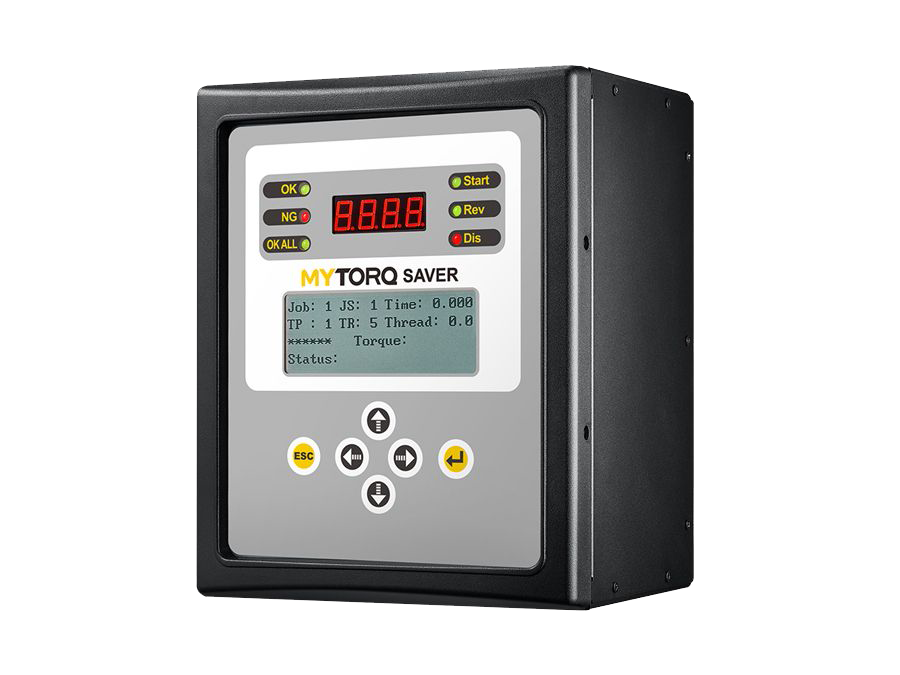 OK
NG
OK ALL
8.8.8.8.
Start
Rev
Dis
MYTORQ SAVER
Job: 1 JS: 1 Time: 0.000
TP : 1 TR: 5 Thread: 0.0
****** Torque:
Status:
ESC